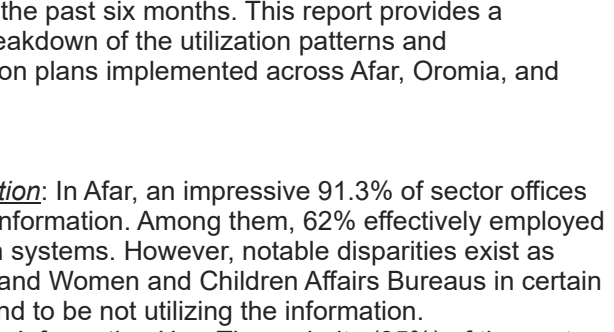 the past six months. This report provides a
eakdown of the utilization patterns and
on plans implemented across Afar, Oromia, and
tion: In Afar, an impressive 91.3% of sector offices
nformation. Among them, 62% effectively employed
systems. However, notable disparities exist as
and Women and Children Affairs Bureaus in certain
nd to be not utilizing the information.